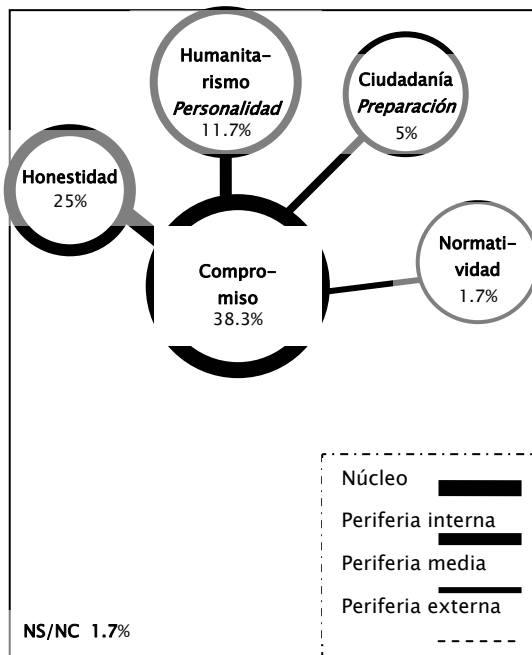 Humanita-
rismo
Personalidad
11.7%
Ciudadanía
Preparación
5%
Honestidad
25%
Normati-
vidad
1.7%
Compro-
miso
38.3%
Núcleo
Periferia interna
Periferia media
Periferia externa
NS/NC 1.7%